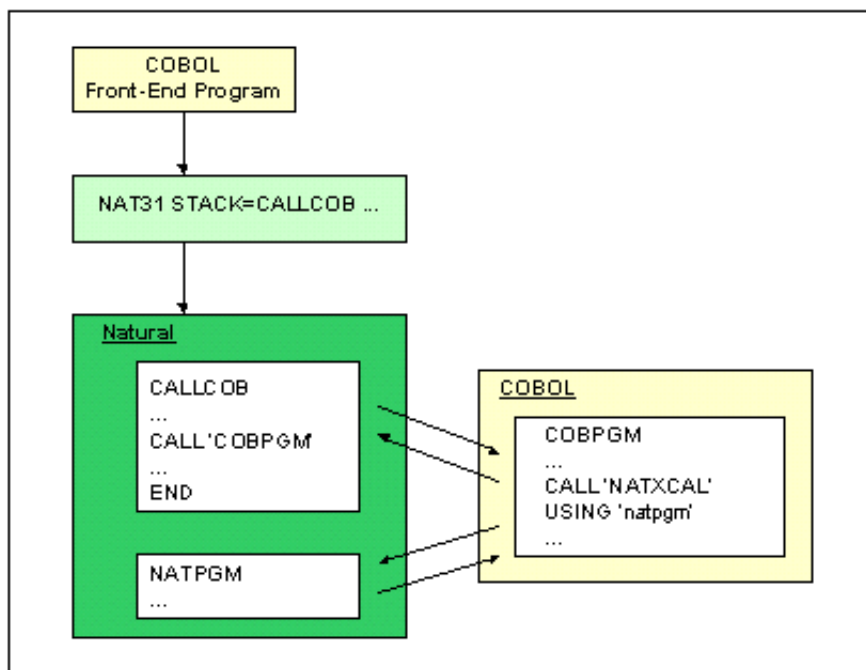 COBOL
Front-End Program
NAT31 STACK=CALLCOB ...
Natural
CALLCOB
...
CALL'COBPGM'
...
END
NATPGM
...
COBOL
COBPGM
...
CALL'NATXCAL'
USING 'natpgm'
...